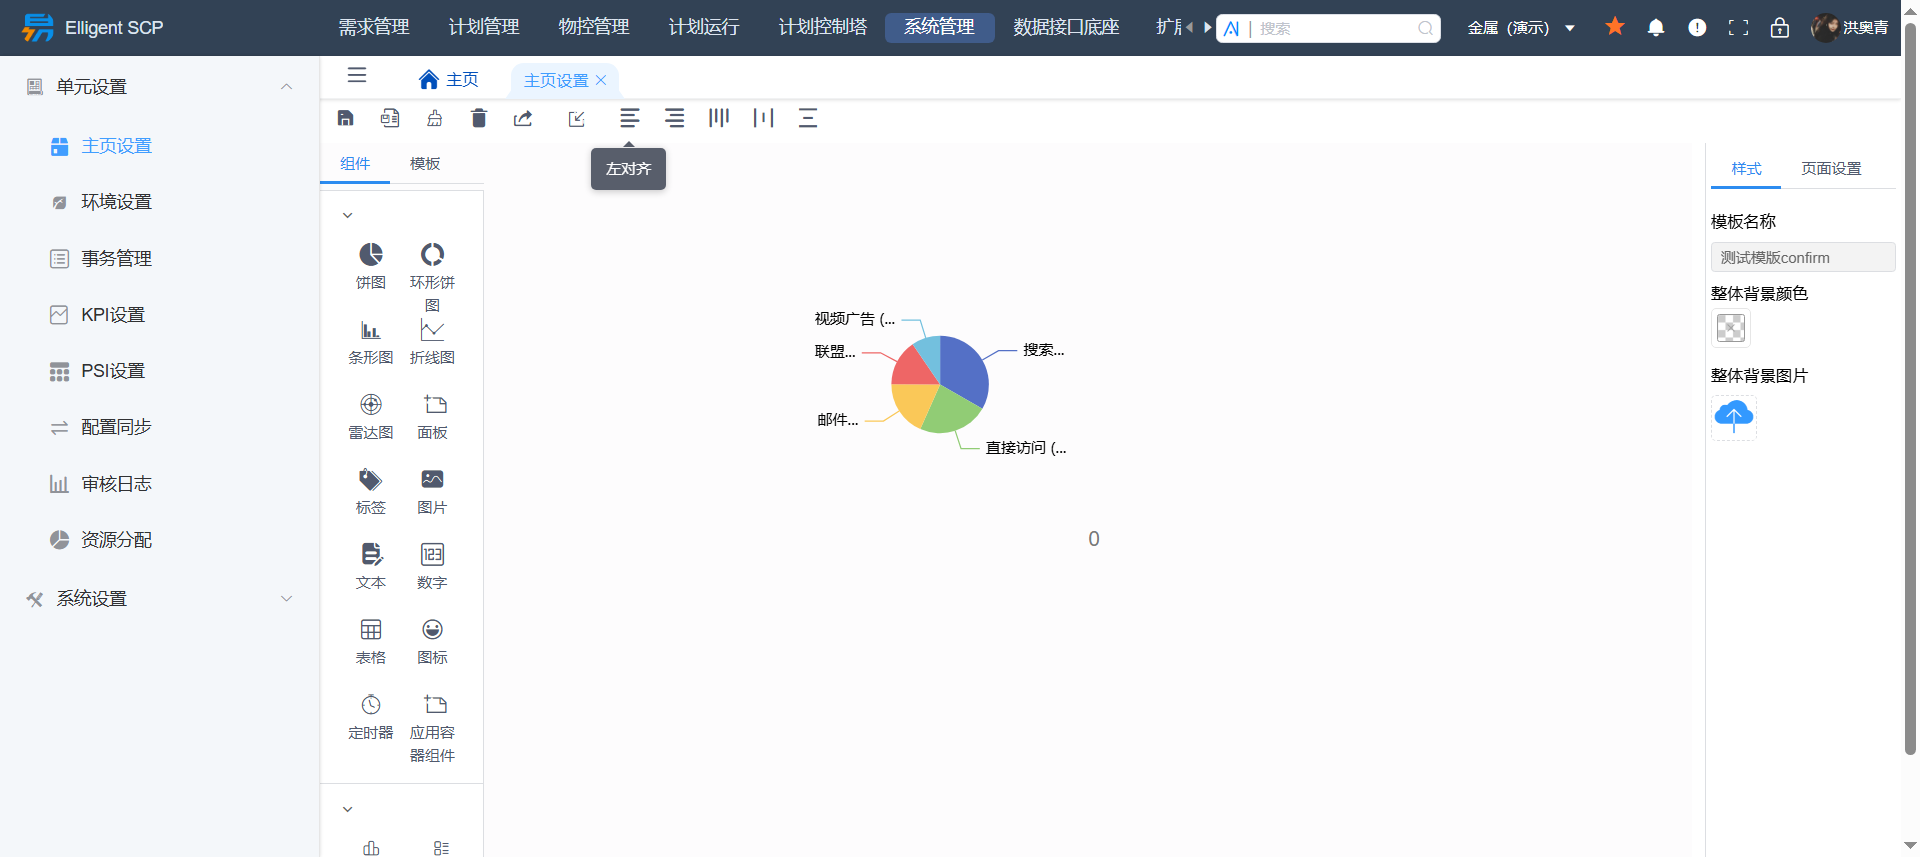 Elligent SCP
需求管理
计划管理
物控管理
计划运行
计划控制塔
系统管理
数据接口底座
AI | 搜索
金属 (演示)
洪奥青
单元设置
主页设置
环境设置
事务管理
KPI设置
PSI设置
配置同步
审核日志
资源分配
系统设置
主页
主页设置
左对齐
组件
模板
饼图
环形饼
图
条形图
折线图
雷达图
面板
标签
图片
文本
数字
表格
图标
定时器
应用容
器组件
视频广告 (...
联盟...
搜索...
邮件...
直接访问 (...
0
样式
页面设置
模板名称
测试模版confirm
整体背景颜色
整体背景图片